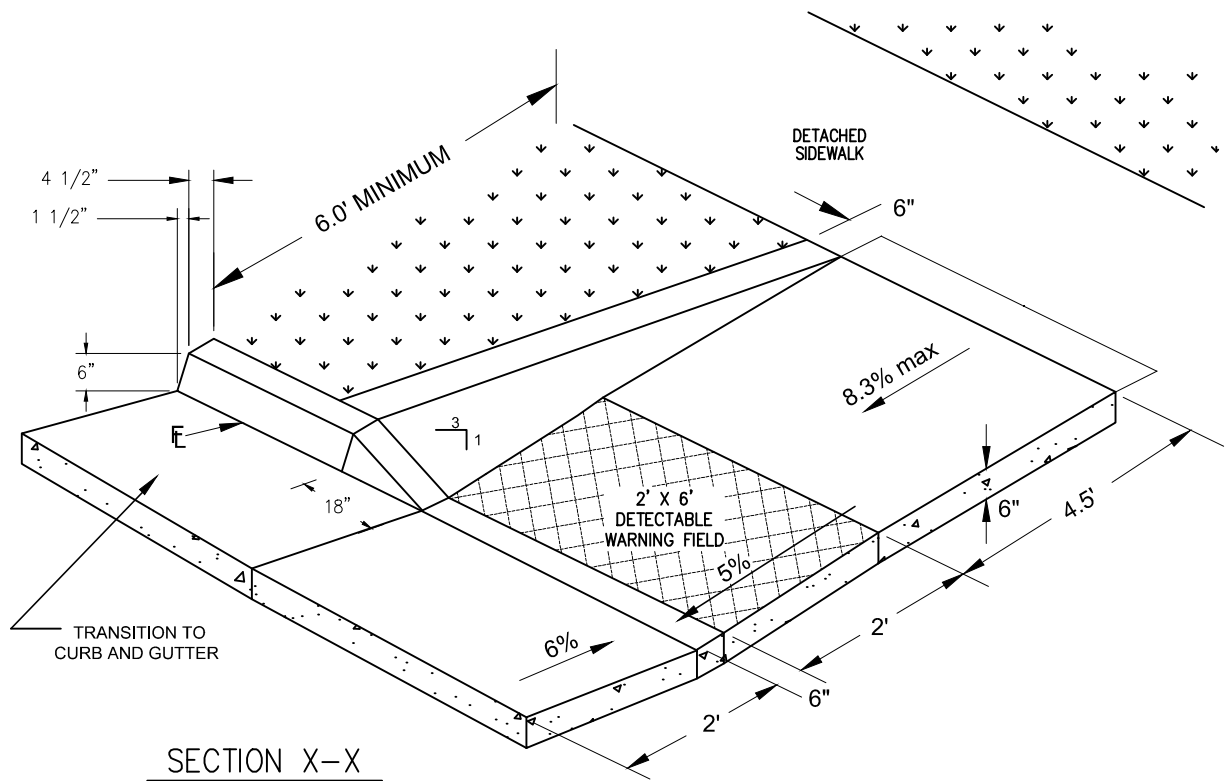 DETACHED
SIDEWALK
6"
4 1/2"
1 1/2"
6.0' MINIMUM
6"
8.3% max
3
1
18"
2' X 6'
DETECTABLE
WARNING FIELD
6"
4.5'
5%
TRANSITION TO
CURB AND GUTTER
6%
2'
6"
2'
SECTION X-X